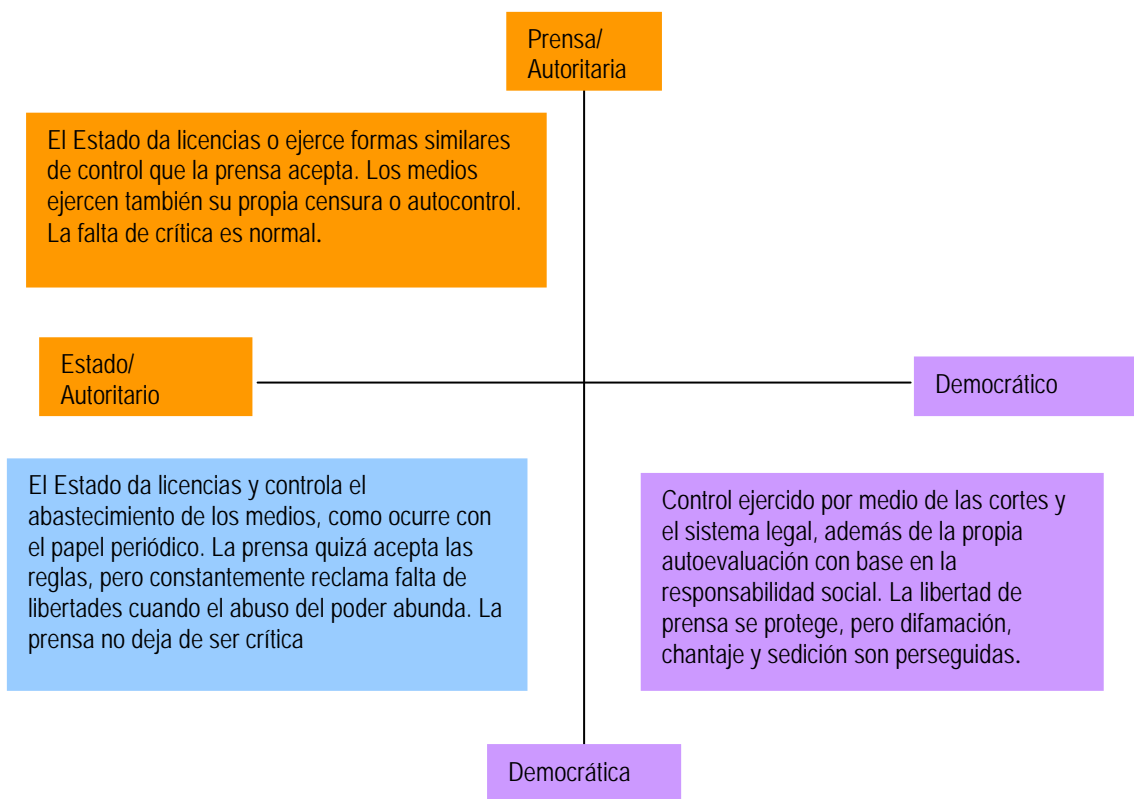 Prensa/
Autoritaria
El Estado da licencias o ejerce formas similares
de control que la prensa acepta. Los medios
ejercen también su propia censura o autocontrol.
La falta de crítica es normal.
Estado/
Autoritario
Democrático
El Estado da licencias y controla el
abastecimiento de los medios, como ocurre con
el papel periódico. La prensa quizá acepta las
reglas, pero constantemente reclama falta de
libertades cuando el abuso del poder abunda. La
prensa no deja de ser crítica
Control ejercido por medio de las cortes y
el sistema legal, además de la propia
autoevaluación con base en la
responsabilidad social. La libertad de
prensa se protege, pero difamación,
chantaje y sedición son perseguidas.
Democrática